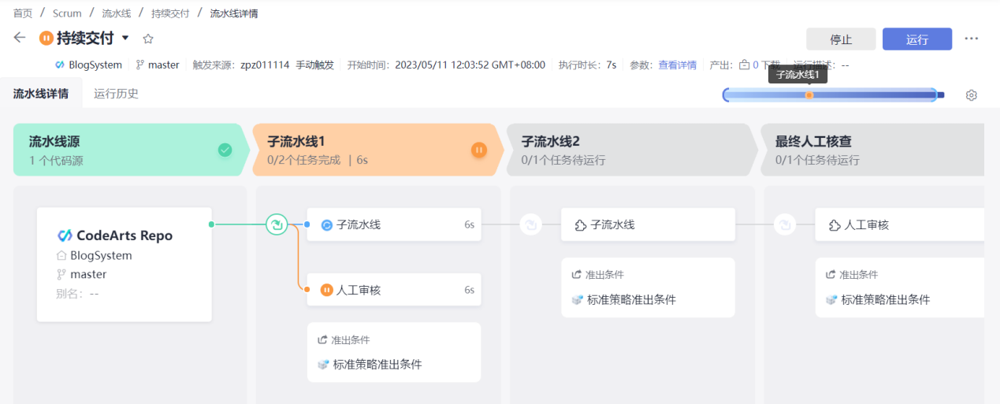 首页 / Scrum / 流水线 / 持续交付 / 流水线详情
持续交付
停止
运行
BlogSystem
master
触发来源：zpz011114 手动触发
开始时间：2023/05/11 12:03:52 GMT+08:00
执行时长：7s
参数：查看详情
产出：0 下载
运行描述：--
子流水线1
流水线详情
运行历史
流水线源
1 个代码源
子流水线1
0/2个任务完成 | 6s
子流水线2
0/1个任务待运行
最终人工核查
0/1个任务待运行
CodeArts Repo
BlogSystem
master
别名：--
子流水线 6s
人工审核 6s
准出条件
标准策略准出条件
子流水线
准出条件
标准策略准出条件
人工审核
准出条件
标准策略准出条件